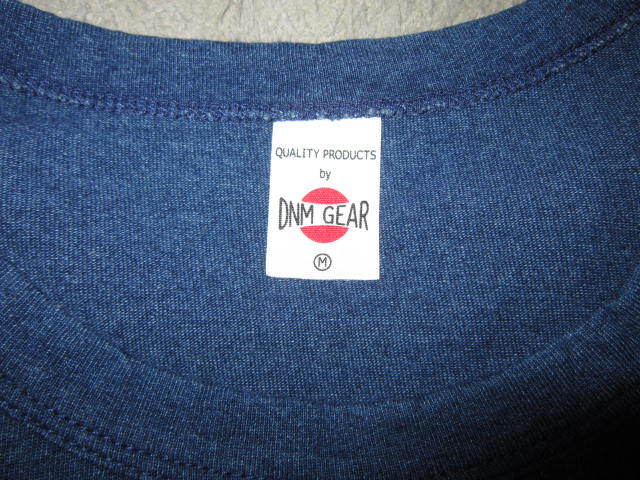 QUALITY PRODUCTS
by
DNM GEAR
M